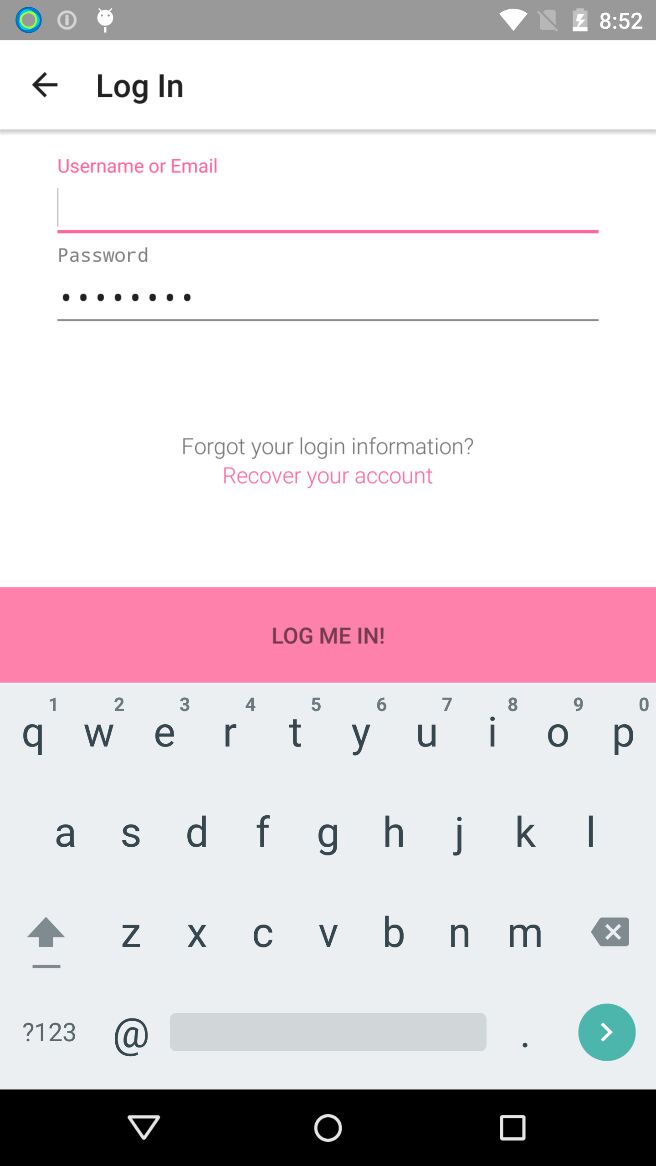 8:52
Log In
Username or Email
Password
••••••••
Forgot your login information?
Recover your account
LOG ME IN!
1 2 3 4 5 6 7 8 9 0
q w e r t y u i o p
a s d f g h j k l
z x c v b n m
?123 @ .